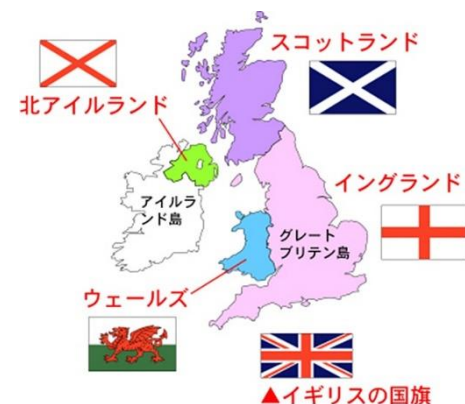 スコットランド
北アイルランド
イングランド
アイルラ
ンド島
グレート
ブリテン島
ウェールズ
▲イギリスの国旗